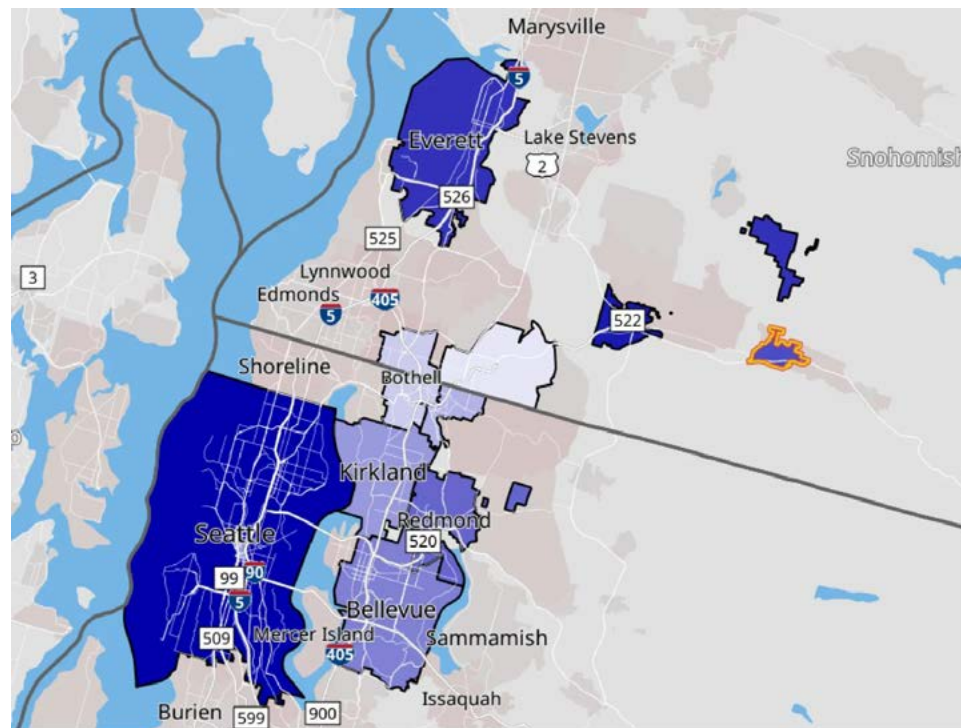 Marysville
5
Everett
Lake Stevens
2
Snohomish
526
525
3
Lynnwood
Edmonds
405
5
522
Shoreline
Bothell
Kirkland
Seattle
Redmond
520
99
90
5
Bellevue
509
Mercer Island
Sammamish
405
Issaquah
Burien
599
900